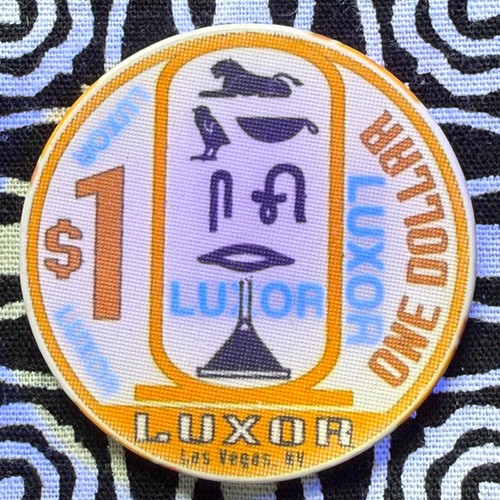 LUXOR
$1
LUXOR
LUXOR
LUXOR
ONE DOLLAR
LUXOR
Las Vegas, NV